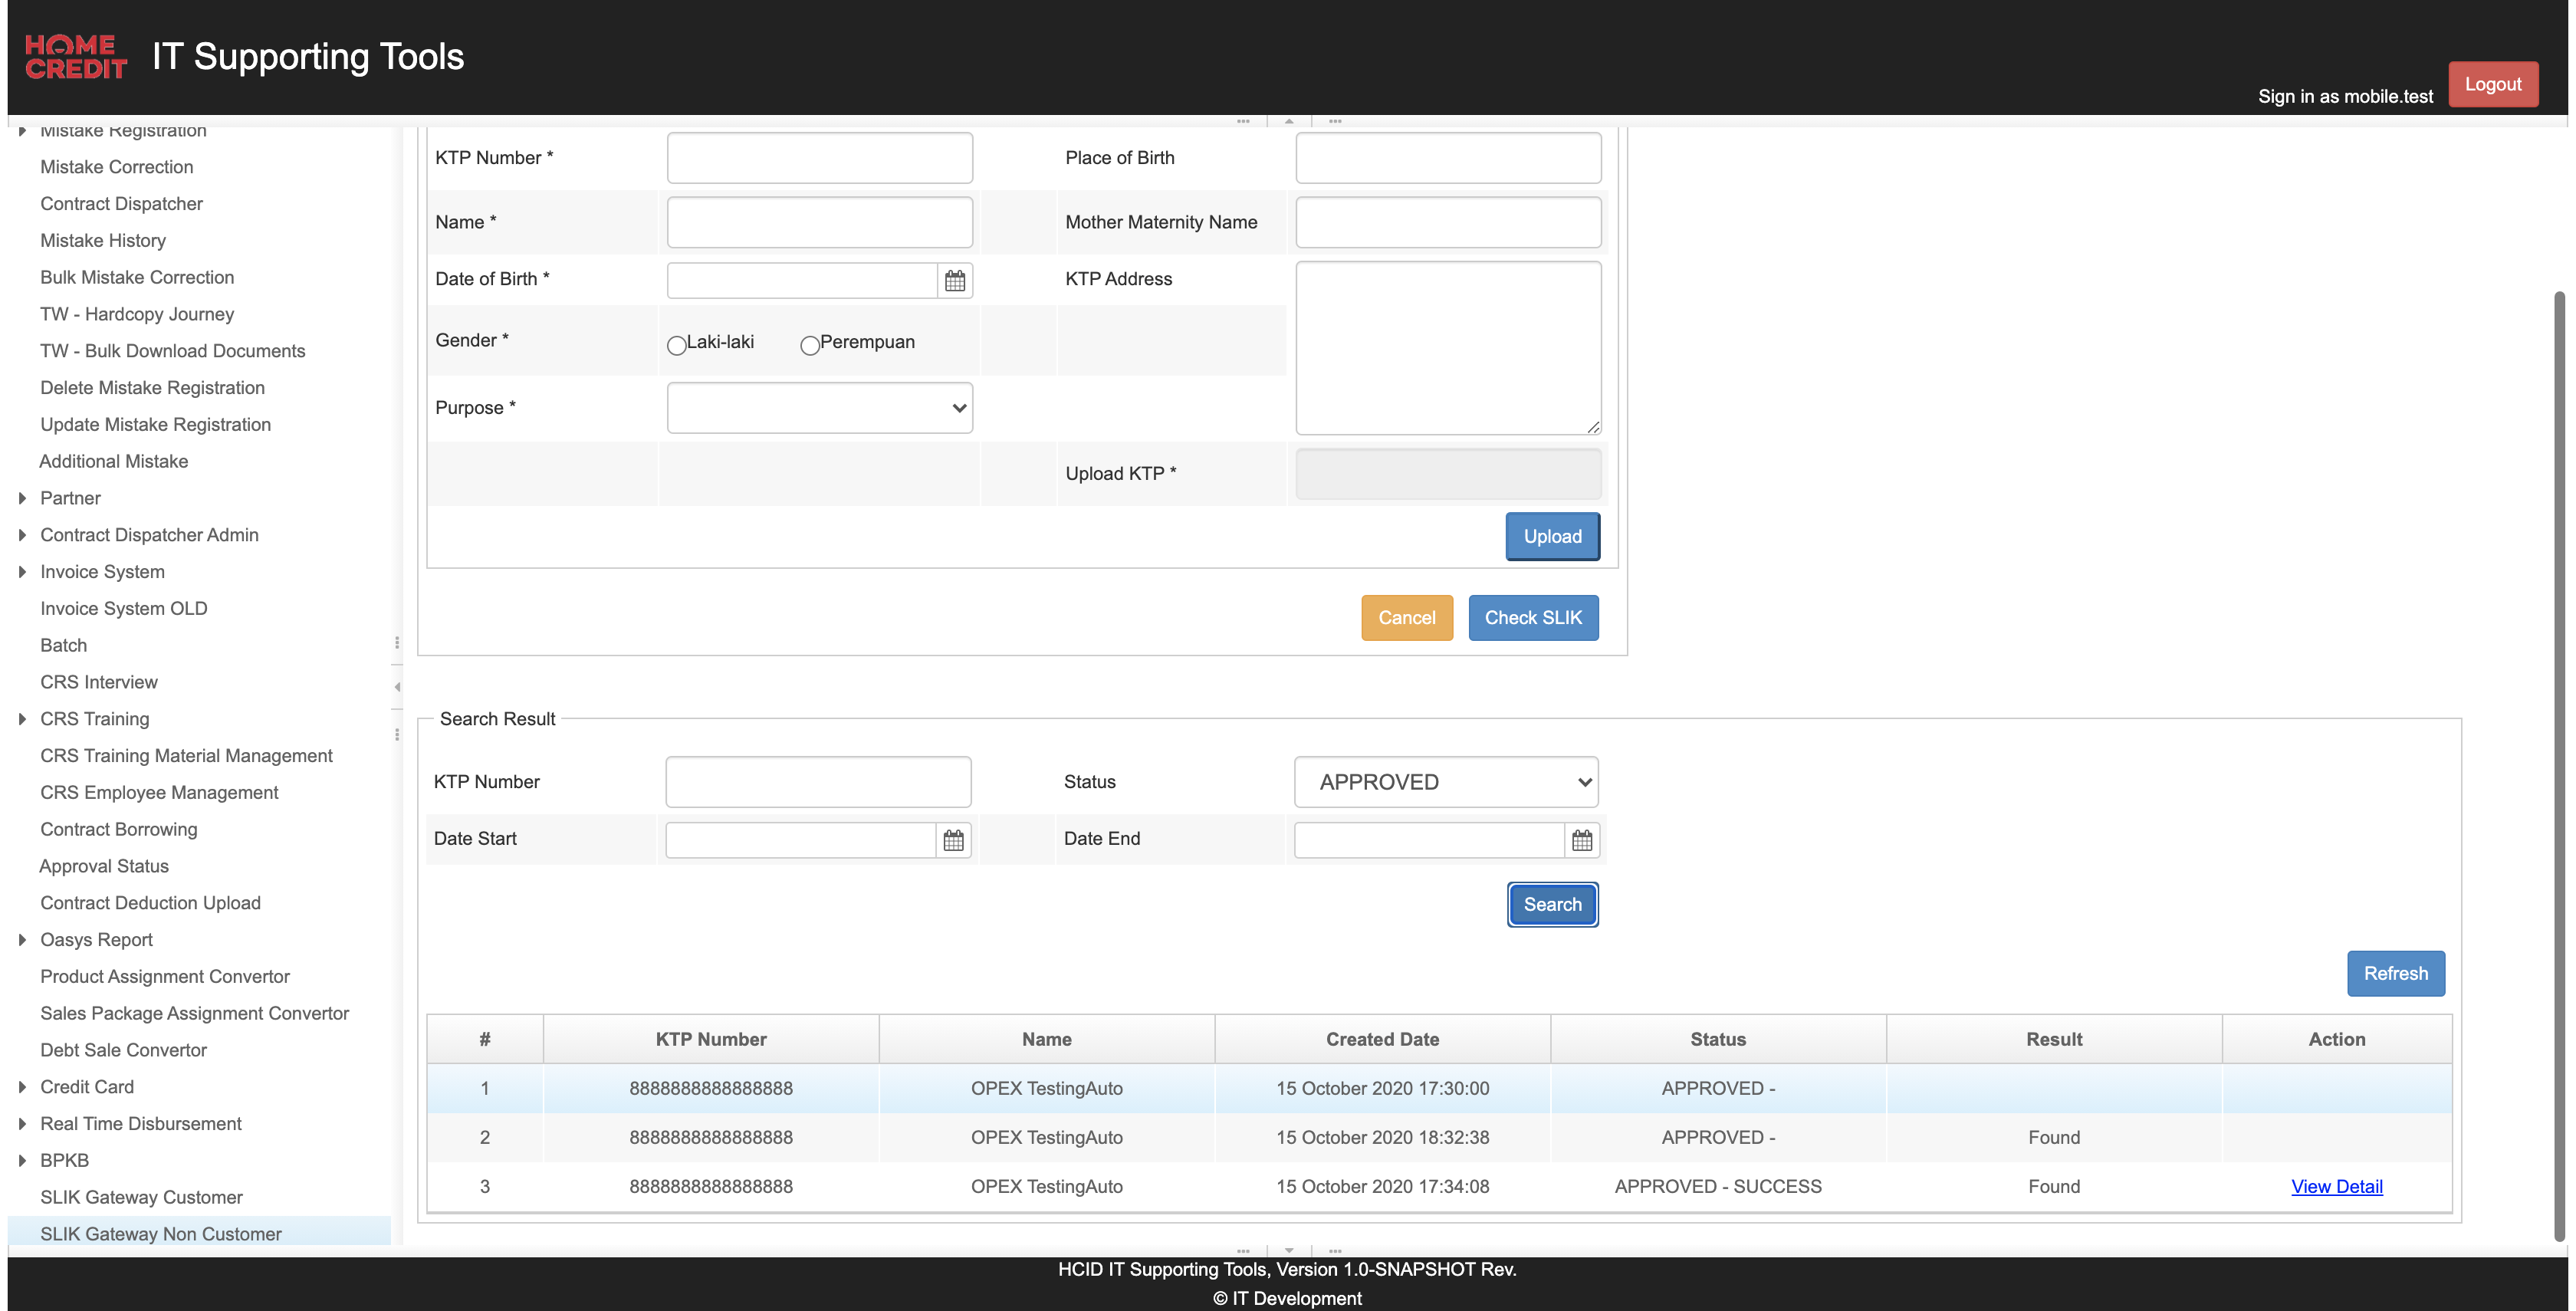 HOME CREDIT
IT Supporting Tools
Sign in as mobile.test
Logout
Mistake Registration
Mistake Correction
Contract Dispatcher
Mistake History
Bulk Mistake Correction
TW - Hardcopy Journey
TW - Bulk Download Documents
Delete Mistake Registration
Update Mistake Registration
Additional Mistake
Partner
Contract Dispatcher Admin
Invoice System
Invoice System OLD
Batch
CRS Interview
CRS Training
CRS Training Material Management
CRS Employee Management
Contract Borrowing
Approval Status
Contract Deduction Upload
Oasys Report
Product Assignment Convertor
Sales Package Assignment Convertor
Debt Sale Convertor
Credit Card
Real Time Disbursement
BPKB
SLIK Gateway Customer
SLIK Gateway Non Customer
KTP Number * Place of Birth
Name * Mother Maternity Name
Date of Birth * KTP Address
Gender * Laki-laki Perempuan
Purpose *
Upload KTP *
Upload
Cancel Check SLIK
Search Result
KTP Number Status APPROVED
Date Start Date End
Search
Refresh
# KTP Number Name Created Date Status Result Action
1 8888888888888888 OPEX TestingAuto 15 October 2020 17:30:00 APPROVED -
2 8888888888888888 OPEX TestingAuto 15 October 2020 18:32:38 APPROVED - Found
3 8888888888888888 OPEX TestingAuto 15 October 2020 17:34:08 APPROVED - SUCCESS Found View Detail
HCID IT Supporting Tools, Version 1.0-SNAPSHOT Rev.
© IT Development